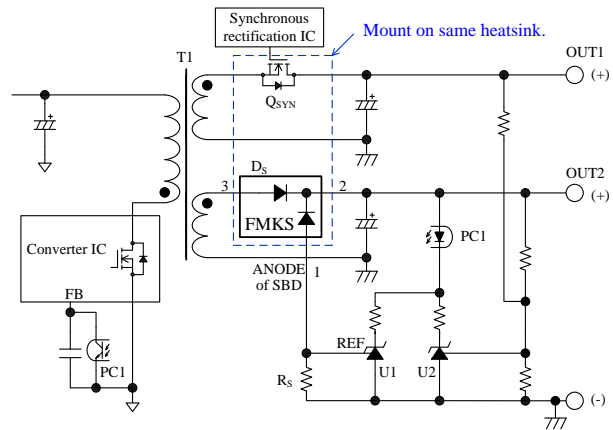 Synchronous
rectification IC
Mount on same heatsink.
T1
OUT1
(+)
+
+
QSYN
DS
OUT2
3
2
(+)
FMKS
+
PC1
Converter IC
ANODE
of SBD
1
FB
REF
U1
U2
PC1
RS
(-)